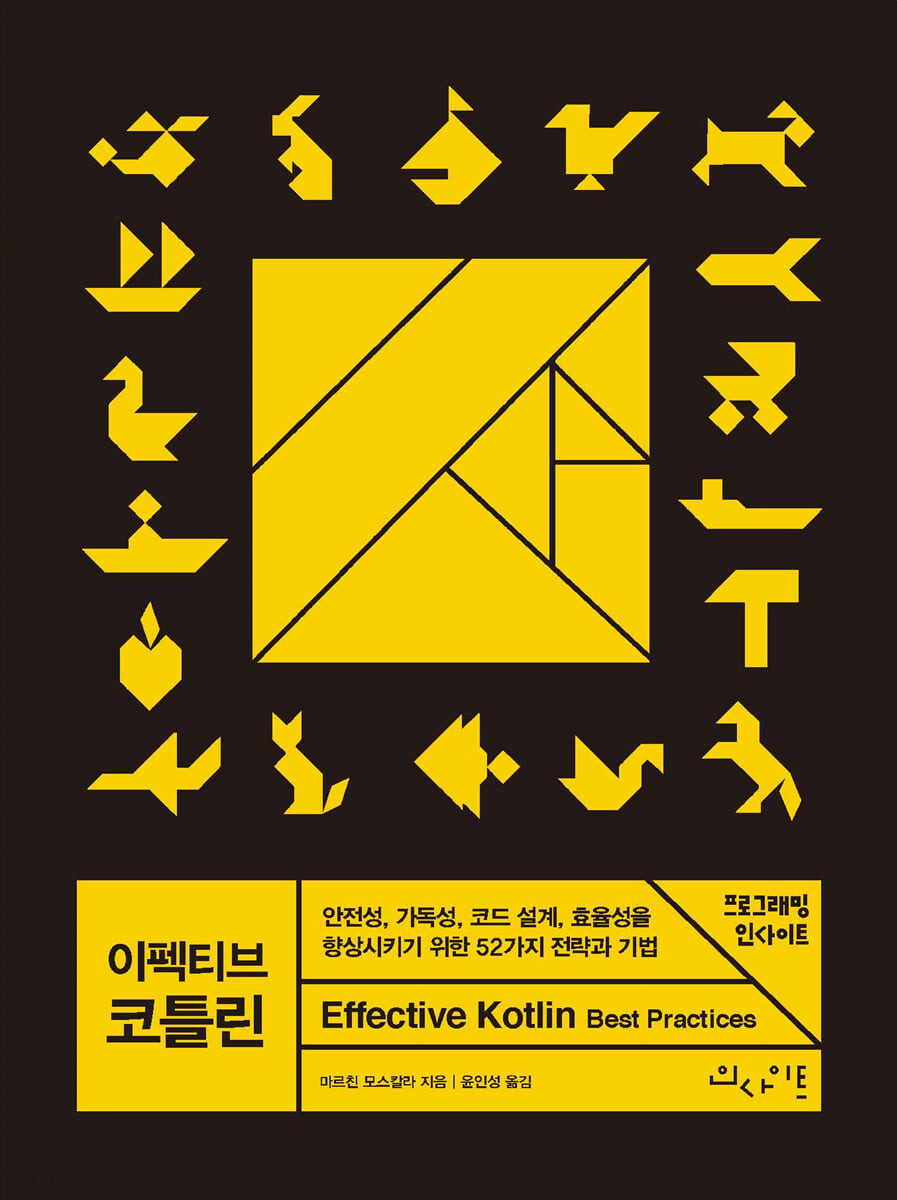 이펙티브
코틀린
안전성, 가독성, 코드 설계, 효율성을
향상시키기 위한 52가지 전략과 기법
프로그래밍
인사이트
Effective Kotlin Best Practices
마르친 모스칼라 지음 | 윤인성 옮김
인사이트